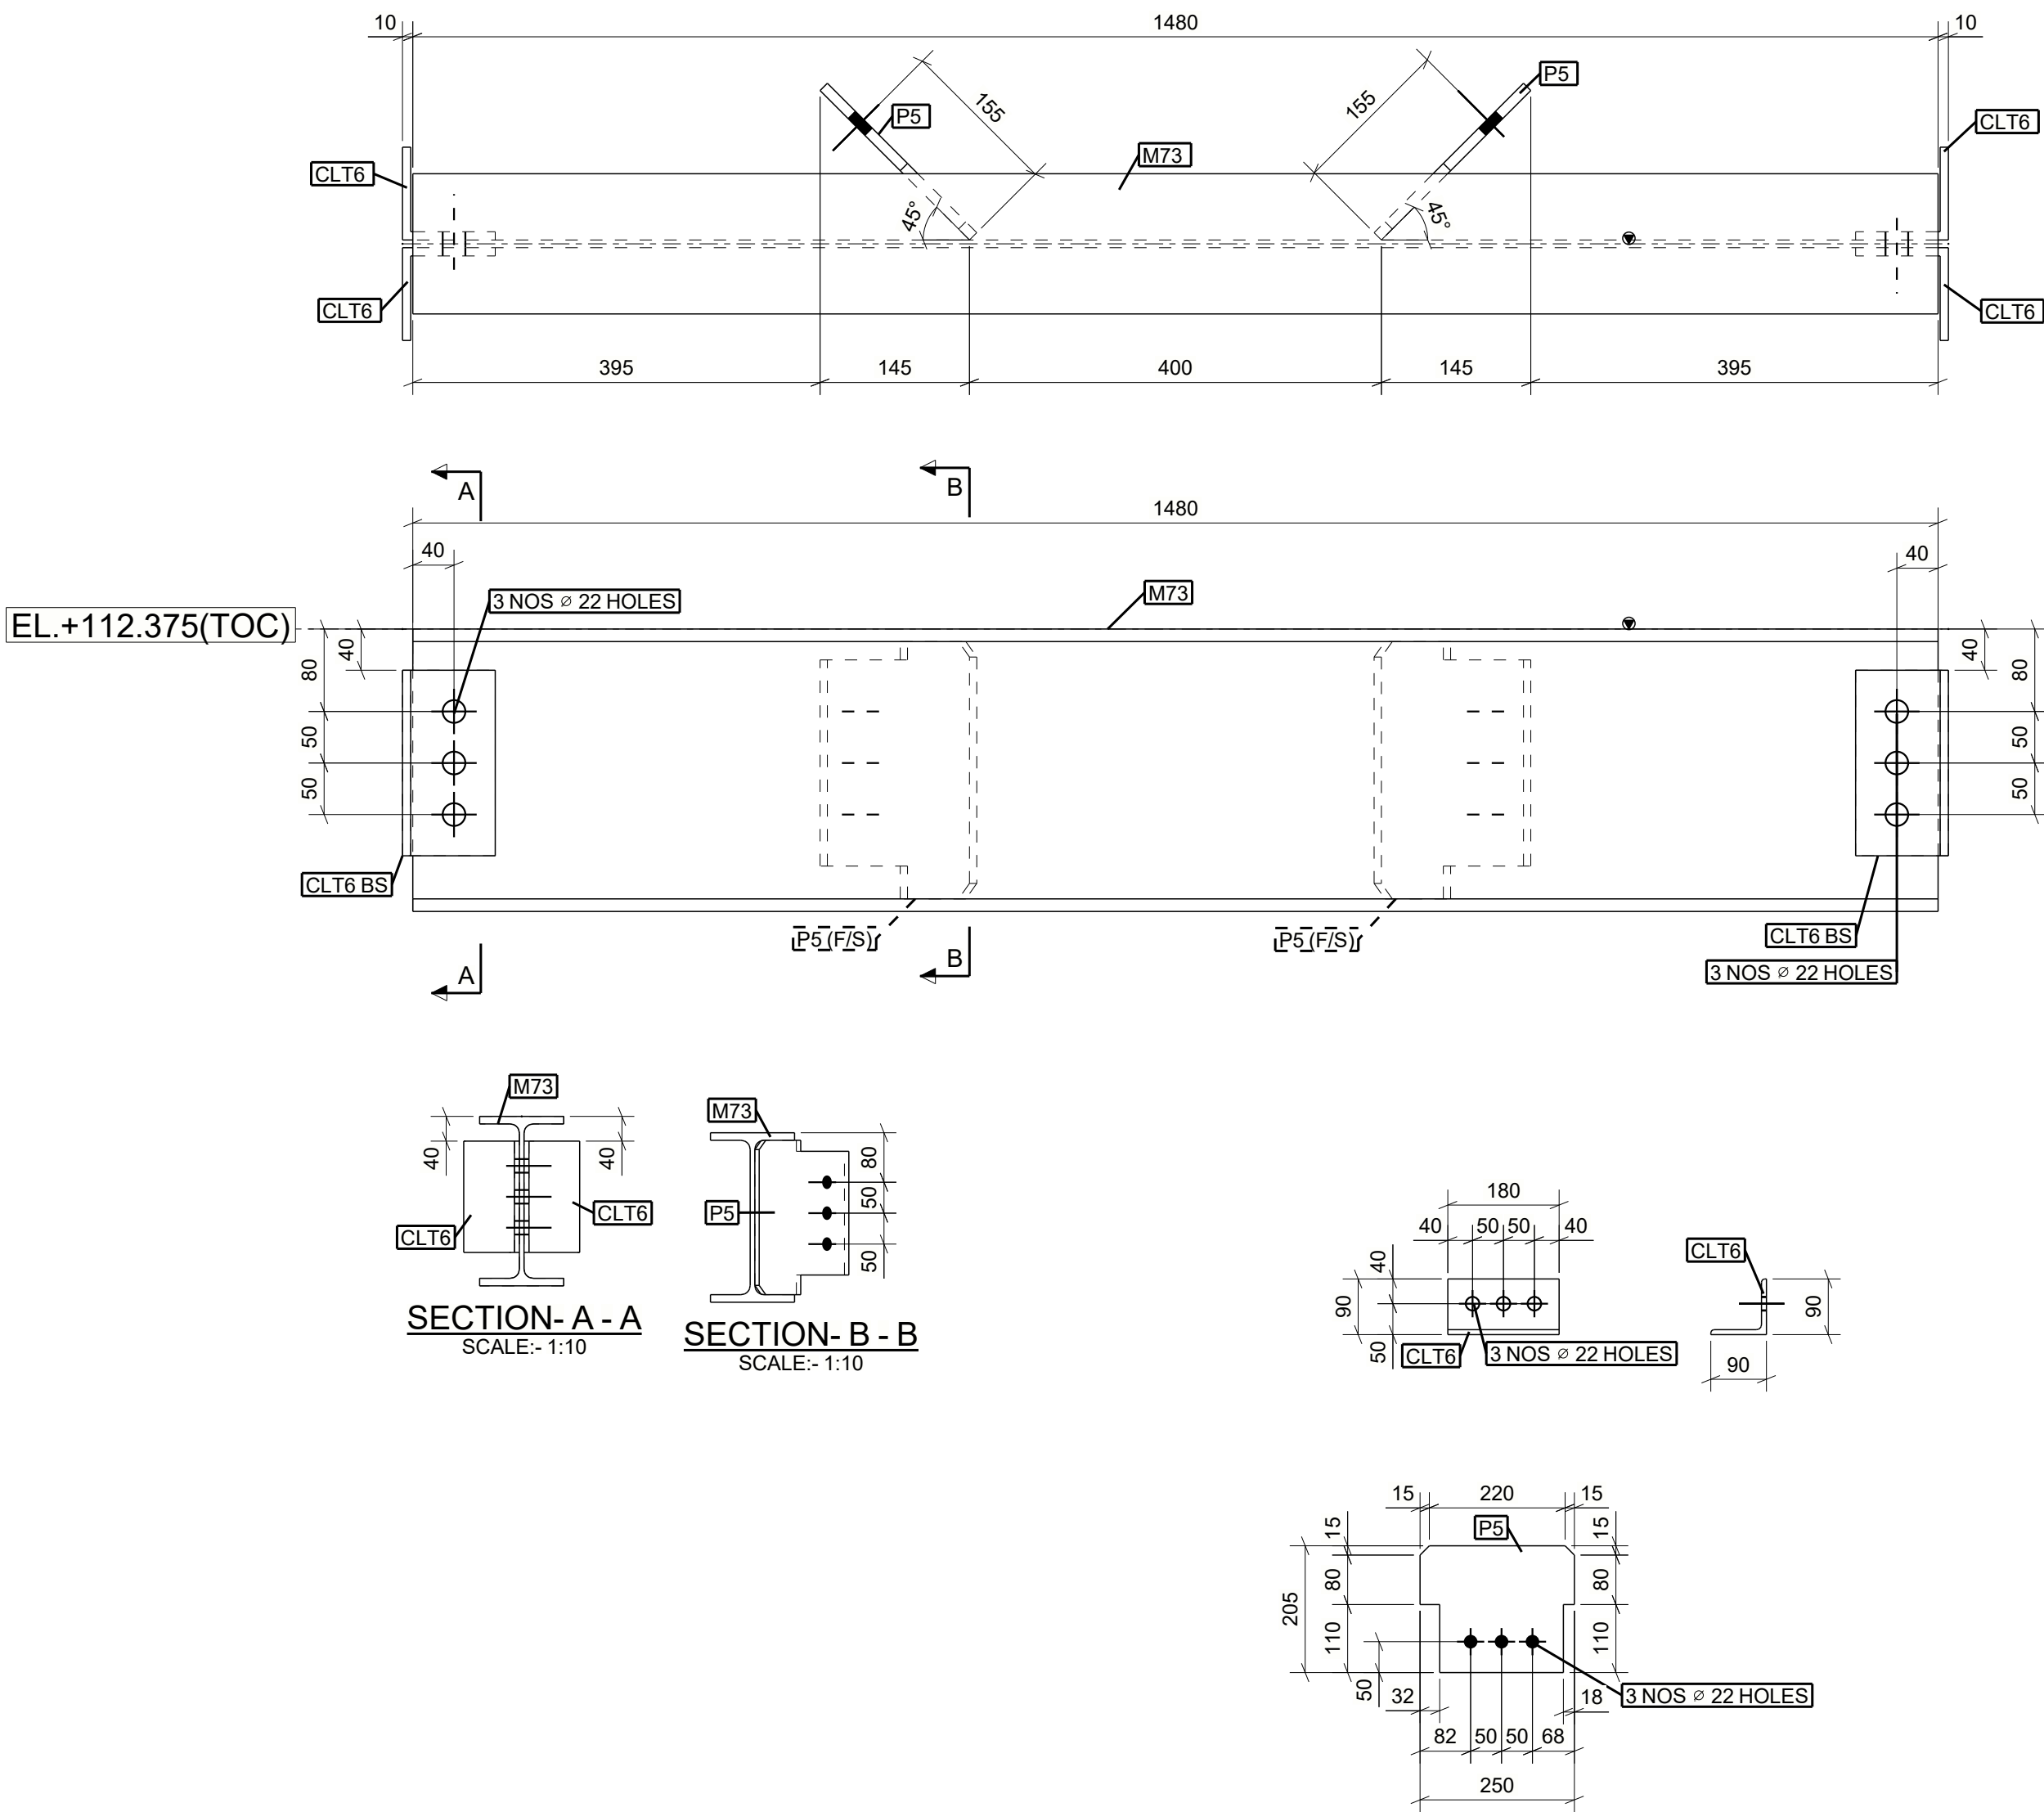 10
1480
10
P5
155
155
P5
CLT6
M73
CLT6
45°
45°
CLT6
CLT6
395
145
400
145
395
A
B
1480
40
40
3 NOS ⌀ 22 HOLES
M73
EL.+112.375(TOC)
40
80
50
50
40
80
50
50
CLT6 BS
P5 (F/S)
P5 (F/S)
CLT6 BS
A
B
3 NOS ⌀ 22 HOLES
M73
40
40
CLT6
CLT6
SECTION- A - A
SCALE:- 1:10
M73
80
50
50
P5
SECTION- B - B
SCALE:- 1:10
180
40
50
50
40
40
90
50
CLT6
3 NOS ⌀ 22 HOLES
CLT6
90
90
15
220
15
P5
15
15
80
80
205
110
110
50
32
18
3 NOS ⌀ 22 HOLES
82
50
50
68
250